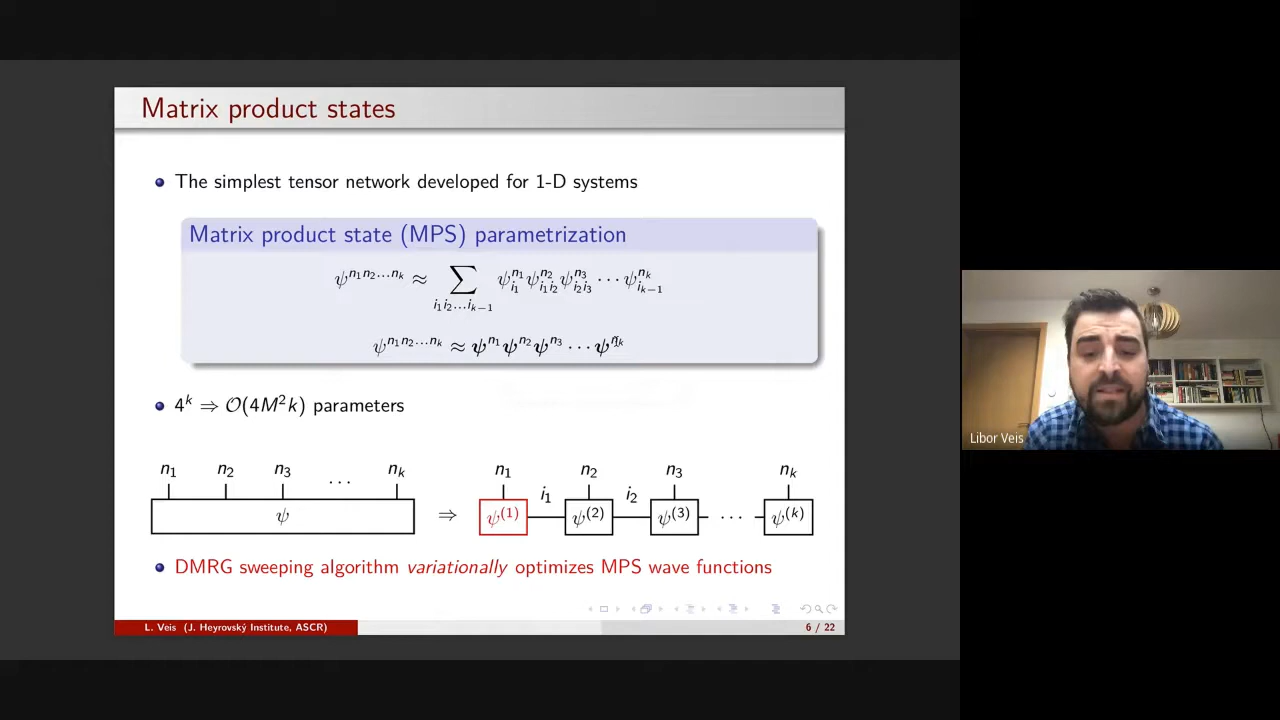 Matrix product states
The simplest tensor network developed for 1-D systems
Matrix product state (MPS) parametrization
ψ^{n₁n₂…n_k} ≈ ∑_{i₁i₂…i_{k−1}} ψ^{n₁}_{i₁} ψ^{n₂}_{i₁i₂} ψ^{n₃}_{i₂i₃} ⋯ ψ^{n_k}_{i_{k−1}}
ψ^{n₁n₂…n_k} ≈ ψ^{n₁} ψ^{n₂} ψ^{n₃} ⋯ ψ^{n_k}
4^k ⇒ 𝒪(4M²k) parameters
n₁ n₂ n₃ ⋯ n_k
ψ
⇒
n₁ n₂ n₃ n_k
i₁ i₂
ψ^{(1)} ψ^{(2)} ψ^{(3)} ⋯ ψ^{(k)}
DMRG sweeping algorithm variationally optimizes MPS wave functions
L. Veis (J. Heyrovský Institute, ASCR)
6 / 22
Libor Veis